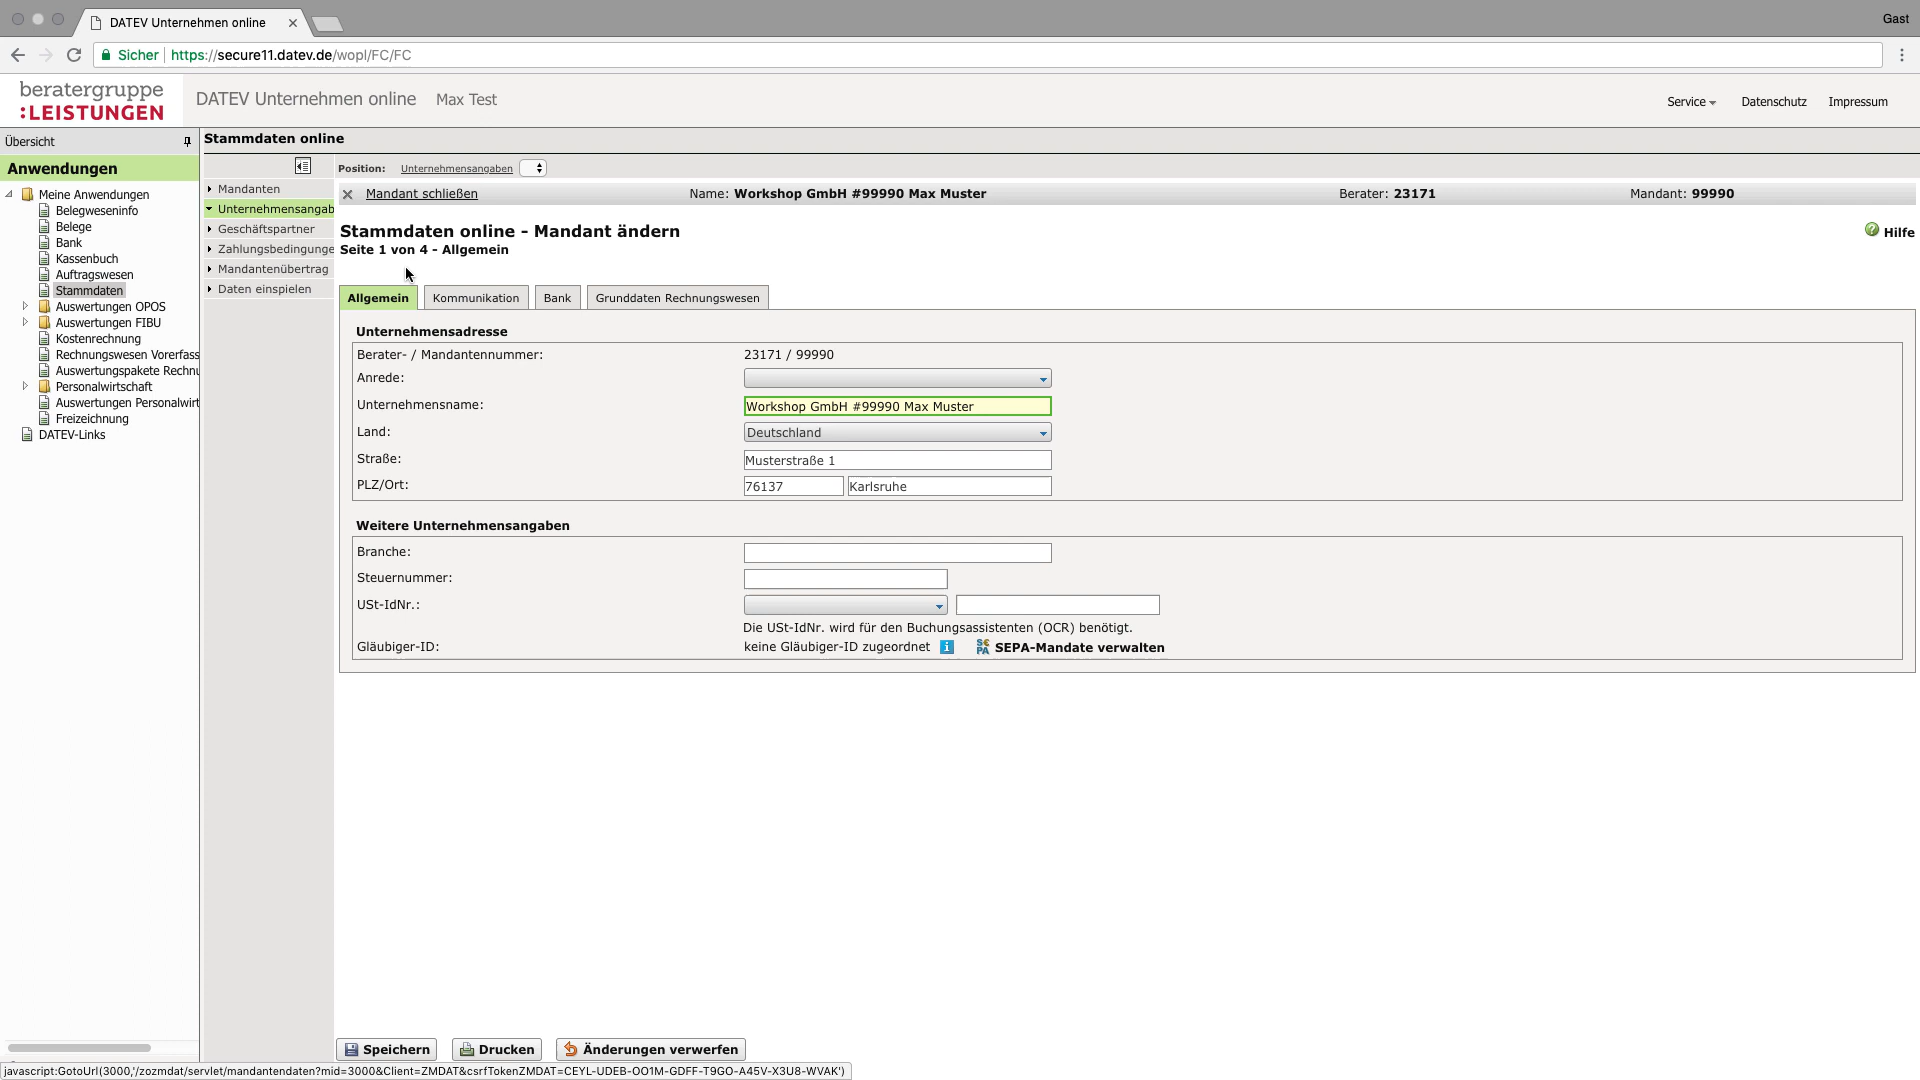 DATEV Unternehmen online
Gast
Sicher https://secure11.datev.de/wopl/FC/FC
beratergruppe
:LEISTUNGEN
DATEV Unternehmen online Max Test
Service Datenschutz Impressum
Übersicht
Anwendungen
Meine Anwendungen
Belegweseninfo
Belege
Bank
Kassenbuch
Auftragswesen
Stammdaten
Auswertungen OPOS
Auswertungen FIBU
Kostenrechnung
Rechnungswesen Vorerfass
Auswertungspakete Rechnu
Personalwirtschaft
Auswertungen Personalwirt
Freizeichnung
DATEV-Links
Stammdaten online
Mandanten
Unternehmensangab
Geschäftspartner
Zahlungsbedingunge
Mandantenübertrag
Daten einspielen
Position: Unternehmensangaben
Mandant schließen Name: Workshop GmbH #99990 Max Muster Berater: 23171 Mandant: 99990
Stammdaten online - Mandant ändern
Hilfe
Seite 1 von 4 - Allgemein
Allgemein Kommunikation Bank Grunddaten Rechnungswesen
Unternehmensadresse
Berater- / Mandantennummer: 23171 / 99990
Anrede:
Unternehmensname: Workshop GmbH #99990 Max Muster
Land: Deutschland
Straße: Musterstraße 1
PLZ/Ort: 76137 Karlsruhe
Weitere Unternehmensangaben
Branche:
Steuernummer:
USt-IdNr.:
Die USt-IdNr. wird für den Buchungsassistenten (OCR) benötigt.
Gläubiger-ID: keine Gläubiger-ID zugeordnet i SEPA SEPA-Mandate verwalten
Speichern Drucken Änderungen verwerfen
javascript:GotoUrl(3000,'/zozmdat/servlet/mandantendaten?mid=3000&Client=ZMDAT&csrfTokenZMDAT=CEYL-UDEB-OO1M-GDFF-T9GO-A45V-X3U8-WVAK')